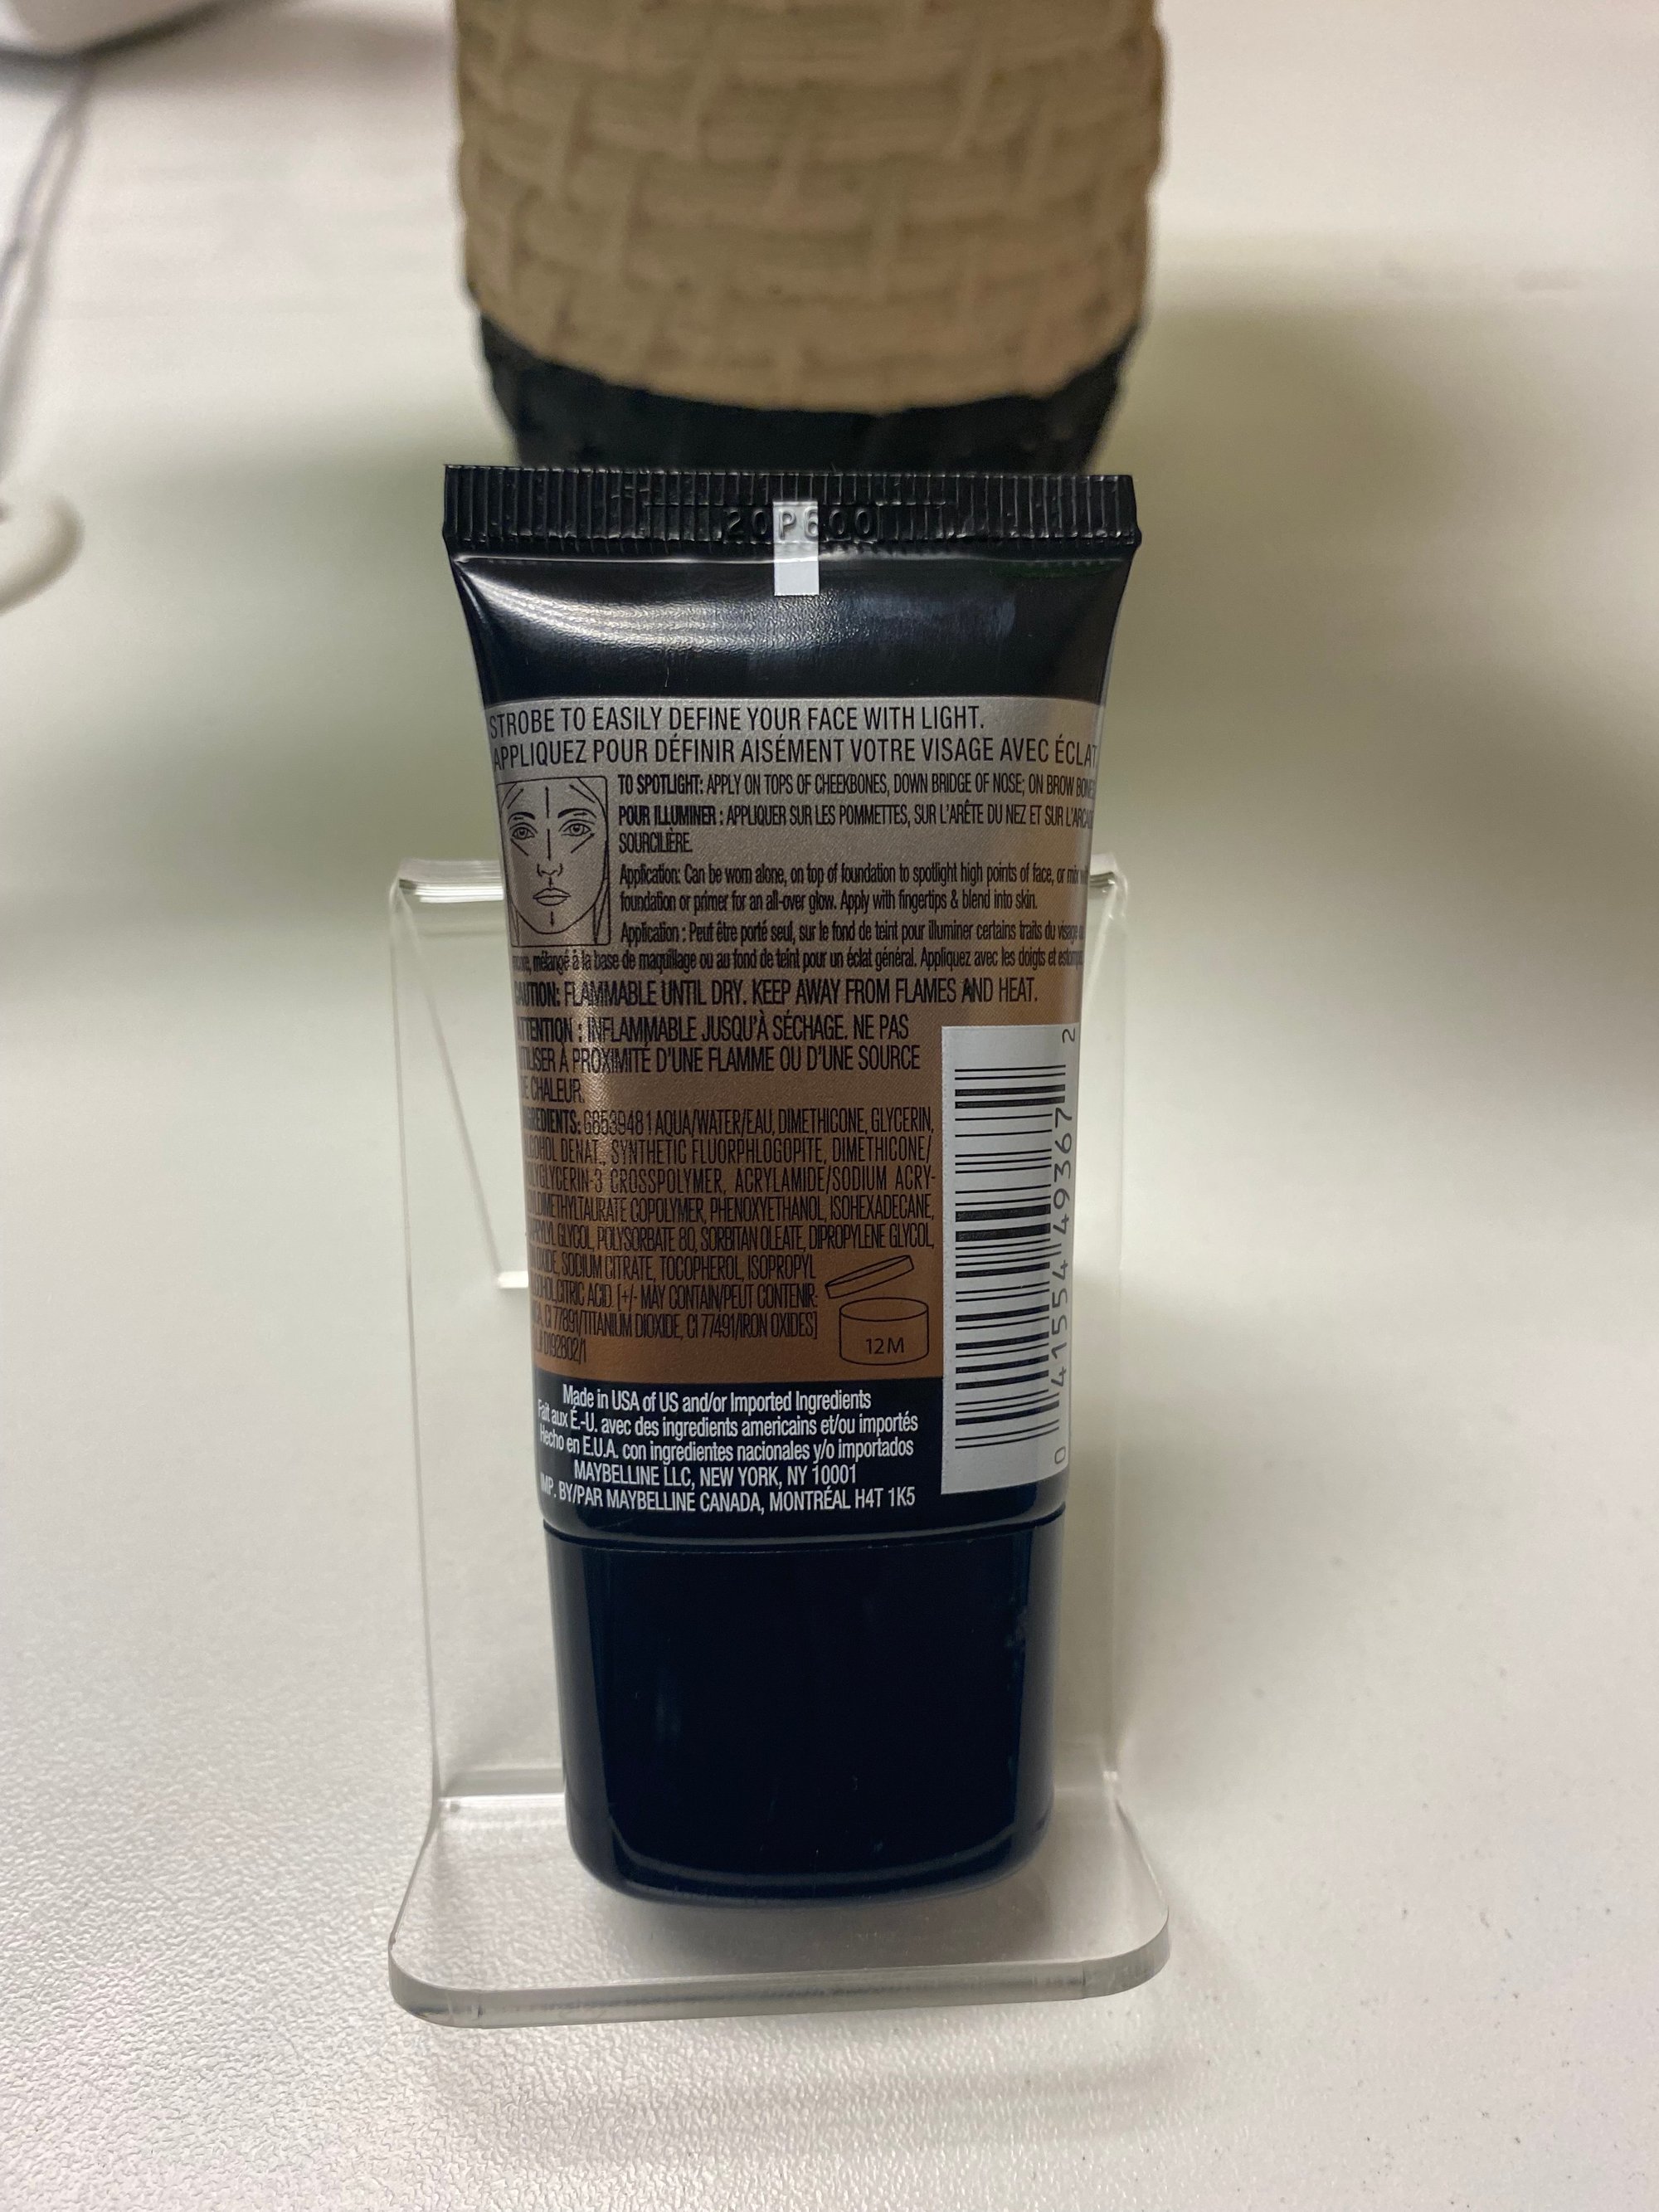 20P600
STROBE TO EASILY DEFINE YOUR FACE WITH LIGHT.
APPLIQUEZ POUR DÉFINIR AISÉMENT VOTRE VISAGE AVEC ÉCLAT
TO SPOTLIGHT: APPLY ON TOPS OF CHEEKBONES, DOWN BRIDGE OF NOSE; ON BROW BONES
POUR ILLUMINER : APPLIQUER SUR LES POMMETTES, SUR L'ARÊTE DU NEZ ET SUR
SOURCILIÈRE.
Application: Can be worn alone, on top of foundation to spotlight high points of face, or mix
foundation or primer for an all-over glow. Apply with fingertips & blend into skin.
Application : Peut être porté seul, sur le fond de teint pour illuminer certains traits du visage
mélangé à la base de maquillage ou au fond de teint pour un éclat général. Appliquez avec les doigts et
CAUTION: FLAMMABLE UNTIL DRY. KEEP AWAY FROM FLAMES AND HEAT.
ATTENTION : INFLAMMABLE JUSQU'À SÉCHAGE. NE PAS
UTILISER À PROXIMITÉ D'UNE FLAMME OU D'UNE SOURCE
DE CHALEUR.
INGREDIENTS: G853948 1 AQUA/WATER/EAU, DIMETHICONE, GLYCERIN,
ALCOHOL DENAT., SYNTHETIC FLUORPHLOGOPITE, DIMETHICONE/
POLYGLYCERIN-3 CROSSPOLYMER, ACRYLAMIDE/SODIUM ACRY-
LOYLDIMETHYLTAURATE COPOLYMER, PHENOXYETHANOL, ISOHEXADECANE,
CAPRYLYL GLYCOL, POLYSORBATE 80, SORBITAN OLEATE, DIPROPYLENE GLYCOL,
SODIUM CITRATE, TOCOPHEROL, ISOPROPYL
ALCOHOL, CITRIC ACID. [+/- MAY CONTAIN/PEUT CONTENIR:
MICA, CI 77891/TITANIUM DIOXIDE, CI 77491/IRON OXIDES]
D192802/1
12M
Made in USA of US and/or Imported Ingredients
Fait aux É.-U. avec des ingredients americains et/ou importés
Hecho en E.U.A. con ingredientes nacionales y/o importados
MAYBELLINE LLC, NEW YORK, NY 10001
IMP. BY/PAR MAYBELLINE CANADA, MONTRÉAL H4T 1K5
0 41554 49367 2